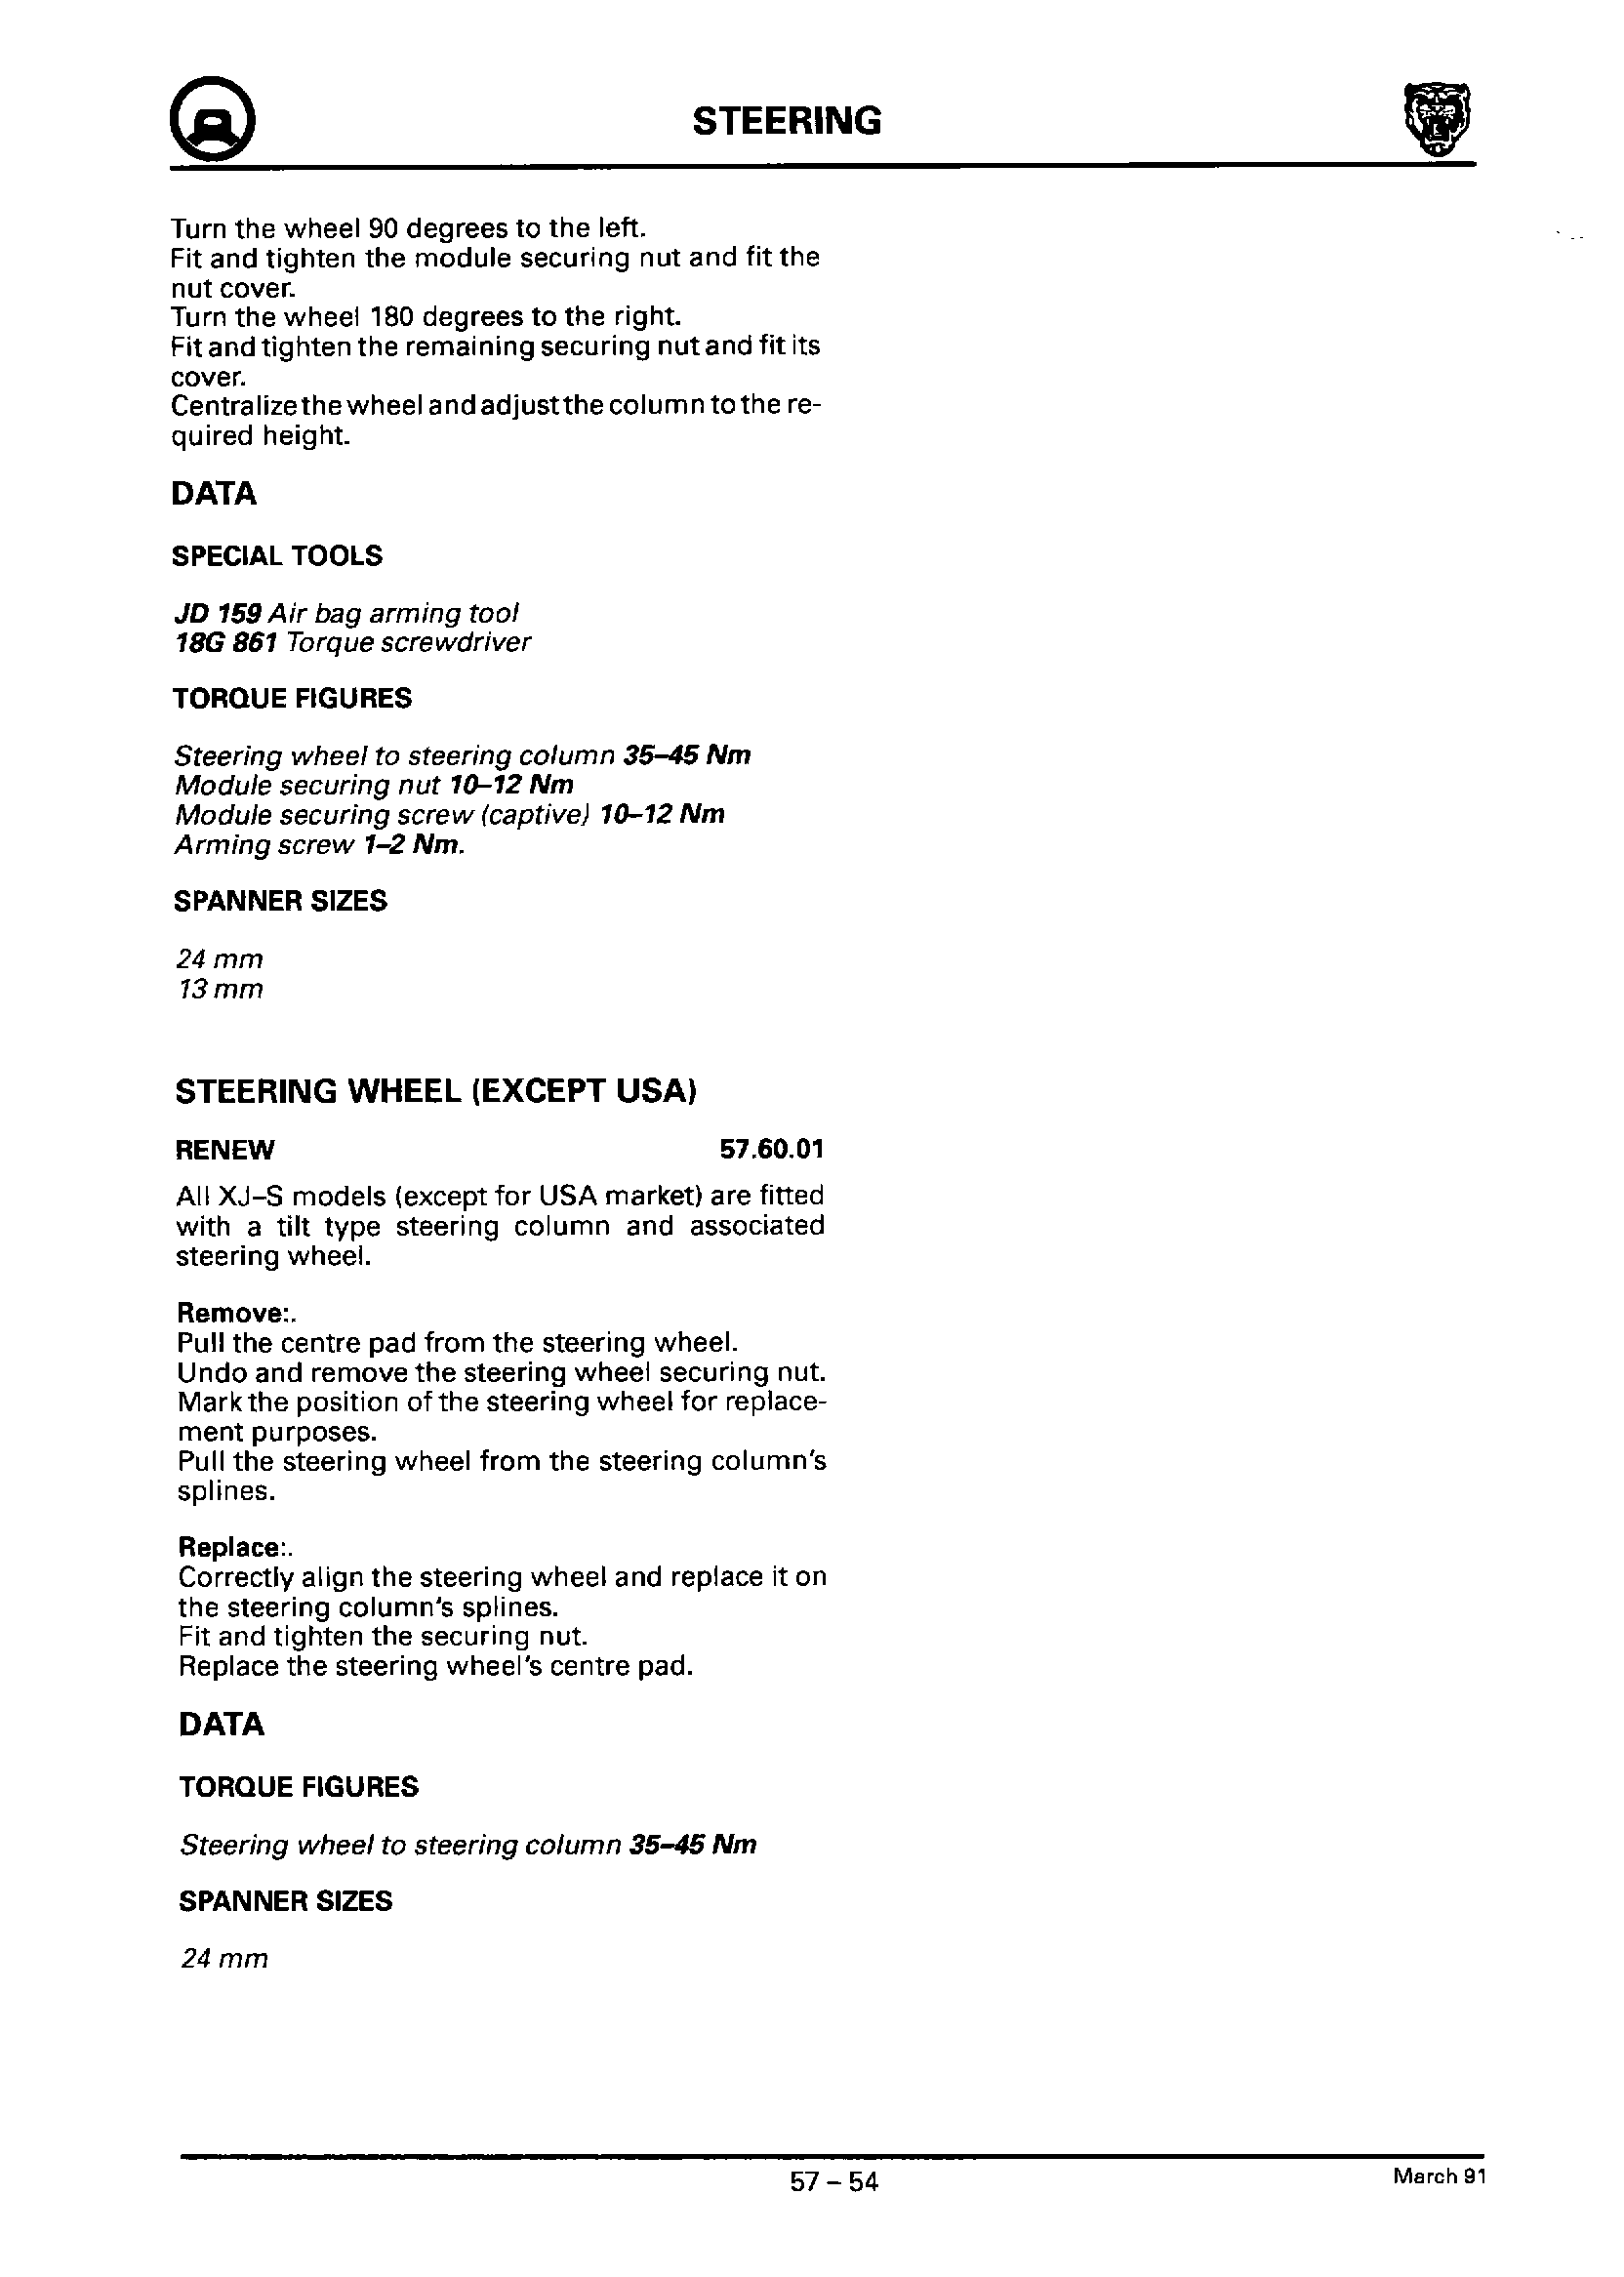 STEERING
Turn the wheel 90 degrees to the left.
Fit and tighten the module securing nut and fit the
nut cover.
Turn the wheel 180 degrees to the right.
Fit and tighten the remaining securing nut and fit its
cover.
Centralize the wheel and adjust the column to the re-
quired height.
DATA
SPECIAL TOOLS
JD 159 Air bag arming tool
18G 861 Torque screwdriver
TORQUE FIGURES
Steering wheel to steering column 35–45 Nm
Module securing nut 10–12 Nm
Module securing screw (captive) 10–12 Nm
Arming screw 1–2 Nm.
SPANNER SIZES
24 mm
13 mm
STEERING WHEEL (EXCEPT USA)
RENEW 57.60.01
All XJ–S models (except for USA market) are fitted
with a tilt type steering column and associated
steering wheel.
Remove:.
Pull the centre pad from the steering wheel.
Undo and remove the steering wheel securing nut.
Mark the position of the steering wheel for replace-
ment purposes.
Pull the steering wheel from the steering column's
splines.
Replace:.
Correctly align the steering wheel and replace it on
the steering column's splines.
Fit and tighten the securing nut.
Replace the steering wheel's centre pad.
DATA
TORQUE FIGURES
Steering wheel to steering column 35–45 Nm
SPANNER SIZES
24 mm
57 – 54
March 91